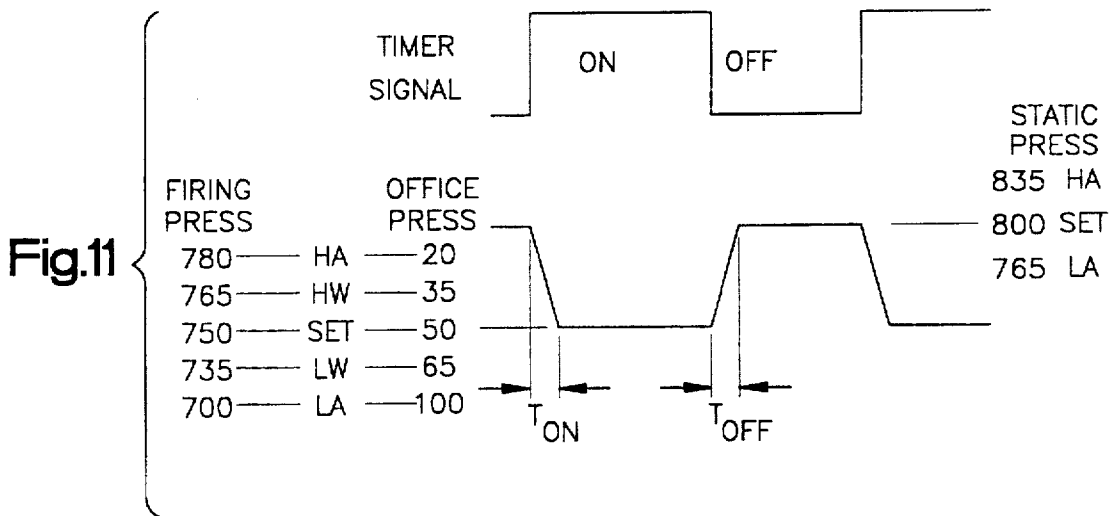 TIMER
SIGNAL
ON
OFF
STATIC
PRESS
835 HA
800 SET
765 LA
Fig.11
FIRING
PRESS
OFFICE
PRESS
780 HA 20
765 HW 35
750 SET 50
735 LW 65
700 LA 100
TON
TOFF